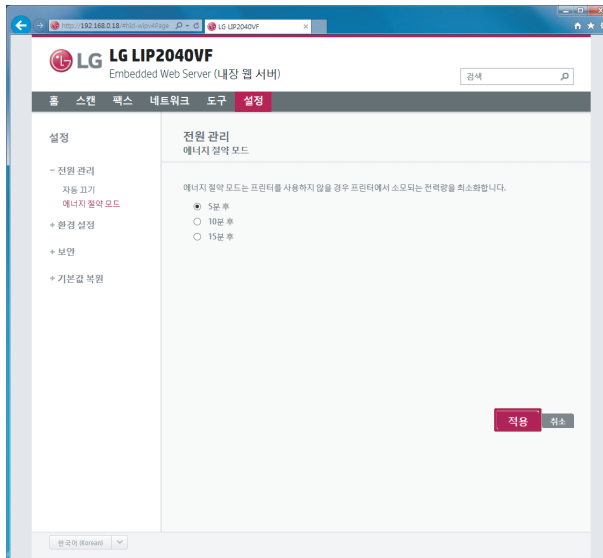 http://192.168.0.18/#hId-wipv4Page
LG LIP2040VF
LG
LG LIP2040VF
Embedded Web Server (내장 웹 서버)
검색
홈 스캔 팩스 네트워크 도구 설정
설정
전원 관리
에너지 절약 모드
- 전원 관리
자동 끄기
에너지 절약 모드
+ 환경 설정
+ 보안
+ 기본값 복원
에너지 절약 모드는 프린터를 사용하지 않을 경우 프린터에서 소모되는 전력량을 최소화합니다.
5분 후
10분 후
15분 후
적용 취소
한국어 (Korean)